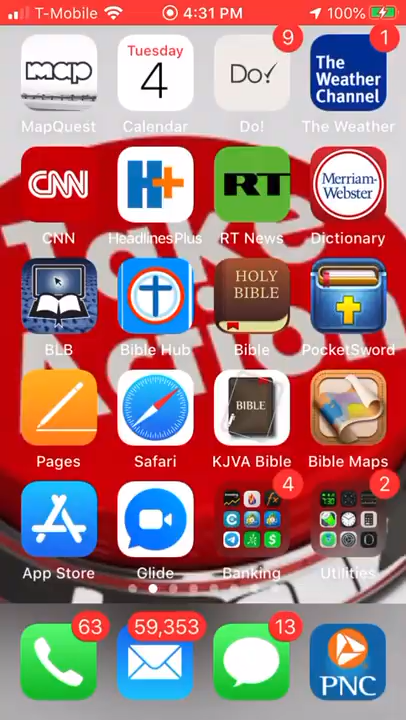 T-Mobile 4:31 PM 100%
9 1
map Tuesday 4 Do! The Weather Channel
MapQuest Calendar Do! The Weather
CNN H+ RT Merriam-Webster
CNN HeadlinesPlus RT News Dictionary
HOLY BIBLE
BLB Bible Hub Bible PocketSword
BIBLE
Pages Safari KJVA Bible Bible Maps
4 2
App Store Glide Banking Utilities
63 59,353 13
PNC
Take Action